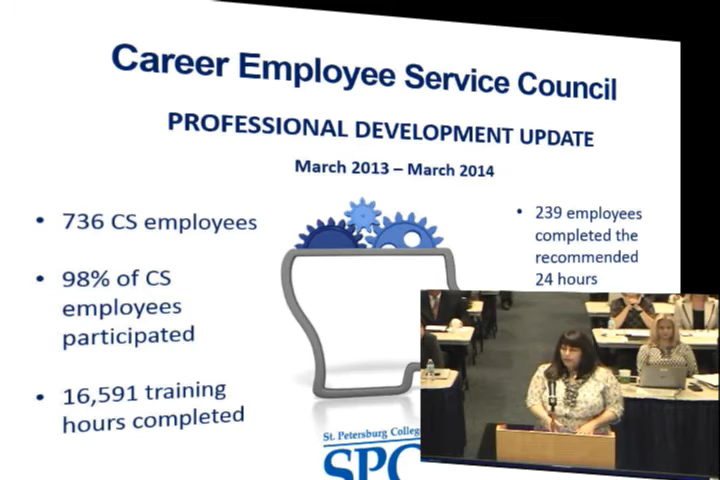 Career Employee Service Council
PROFESSIONAL DEVELOPMENT UPDATE
March 2013 – March 2014
• 736 CS employees
• 98% of CS
employees
participated
• 16,591 training
hours completed
• 239 employees
completed the
recommended
24 hours
St. Petersburg College
SPC